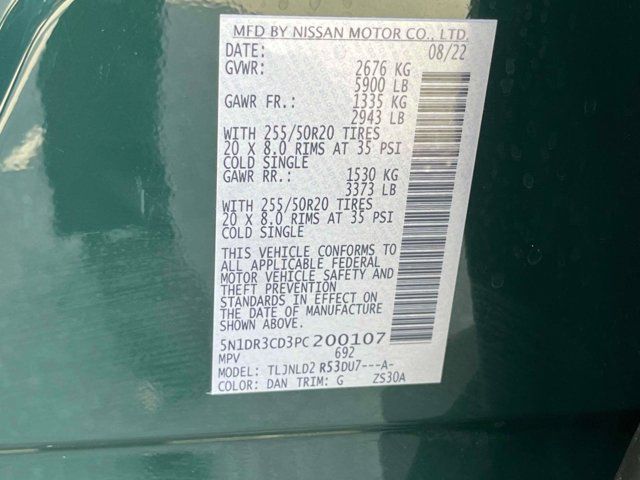 MFD BY NISSAN MOTOR CO., LTD.
DATE: 08/22
GVWR: 2676 KG
5900 LB
GAWR FR.: 1335 KG
2943 LB
WITH 255/50R20 TIRES
20 X 8.0 RIMS AT 35 PSI
COLD SINGLE
GAWR RR.: 1530 KG
3373 LB
WITH 255/50R20 TIRES
20 X 8.0 RIMS AT 35 PSI
COLD SINGLE
THIS VEHICLE CONFORMS TO
ALL APPLICABLE FEDERAL
MOTOR VEHICLE SAFETY AND
THEFT PREVENTION
STANDARDS IN EFFECT ON
THE DATE OF MANUFACTURE
SHOWN ABOVE.
5N1DR3CD3PC200107
MPV 692
MODEL: TLJNLD2 R53DU7---A-
COLOR: DAN TRIM: G ZS30A